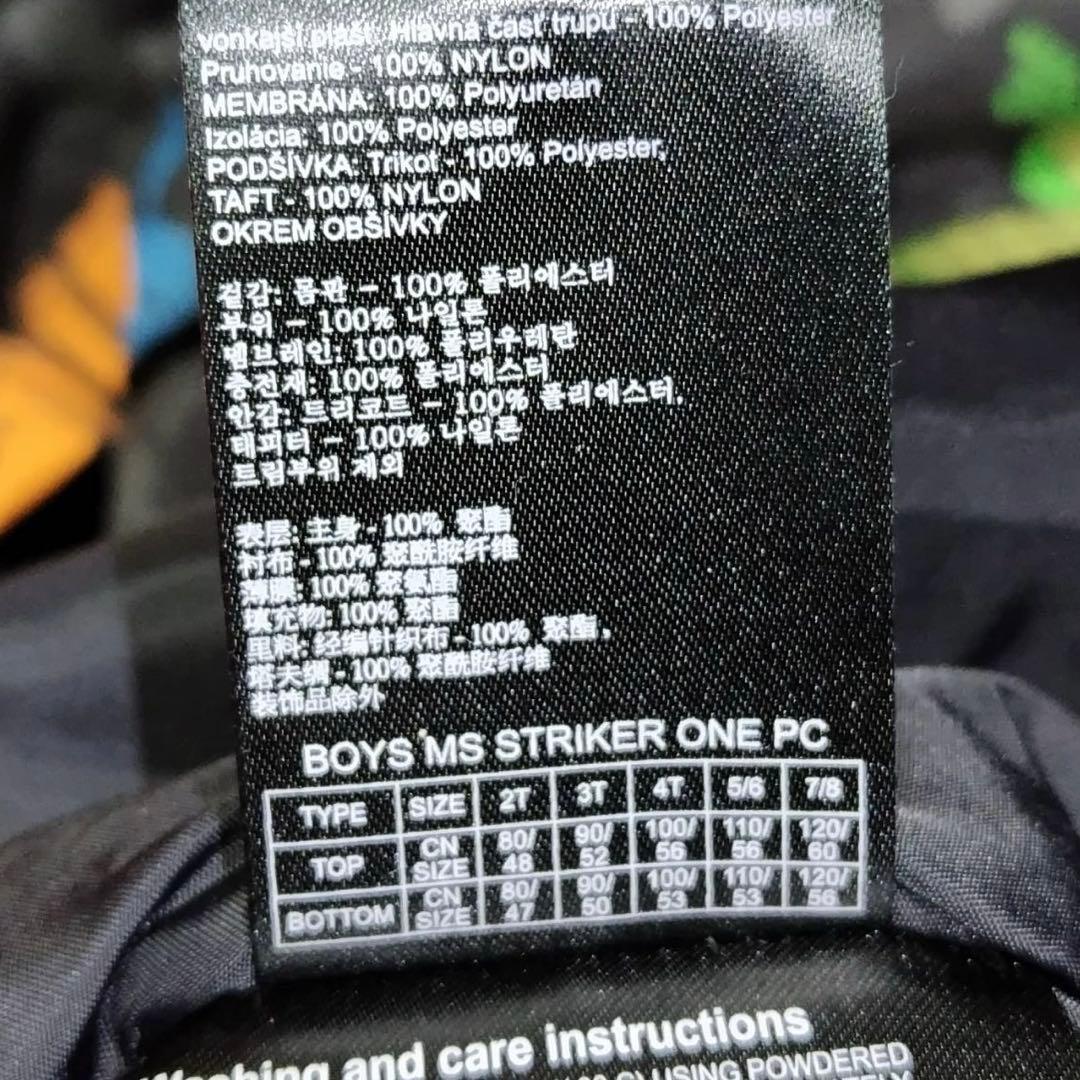 vonkajší plášť: Hlavná časť trupu - 100% Polyester
Pruhovanie - 100% NYLON
MEMBRÁNA: 100% Polyuretán
Izolácia: 100% Polyester
PODŠÍVKA: Trikot - 100% Polyester,
TAFT - 100% NYLON
OKREM OBŠÍVKY
겉감: 몸판 - 100% 폴리에스터
부위 - 100% 나일론
멤브레인: 100% 폴리우레탄
충전재: 100% 폴리에스터
안감: 트리코트 - 100% 폴리에스터,
테피터 - 100% 나일론
트림부위 제외
表层: 主身 - 100% 聚酯
衬布 - 100% 聚酰胺纤维
薄膜: 100% 聚氨酯
填充物: 100% 聚酯
里料: 经编针织布 - 100% 聚酯,
塔夫绸 - 100% 聚酰胺纤维
装饰品除外
BOYS MS STRIKER ONE PC
TYPE SIZE 2T 3T 4T 5/6 7/8
TOP CN SIZE 80/48 90/52 100/56 110/56 120/60
BOTTOM CN SIZE 80/47 90/50 100/53 110/53 120/56
Washing and care instructions
USING POWDERED